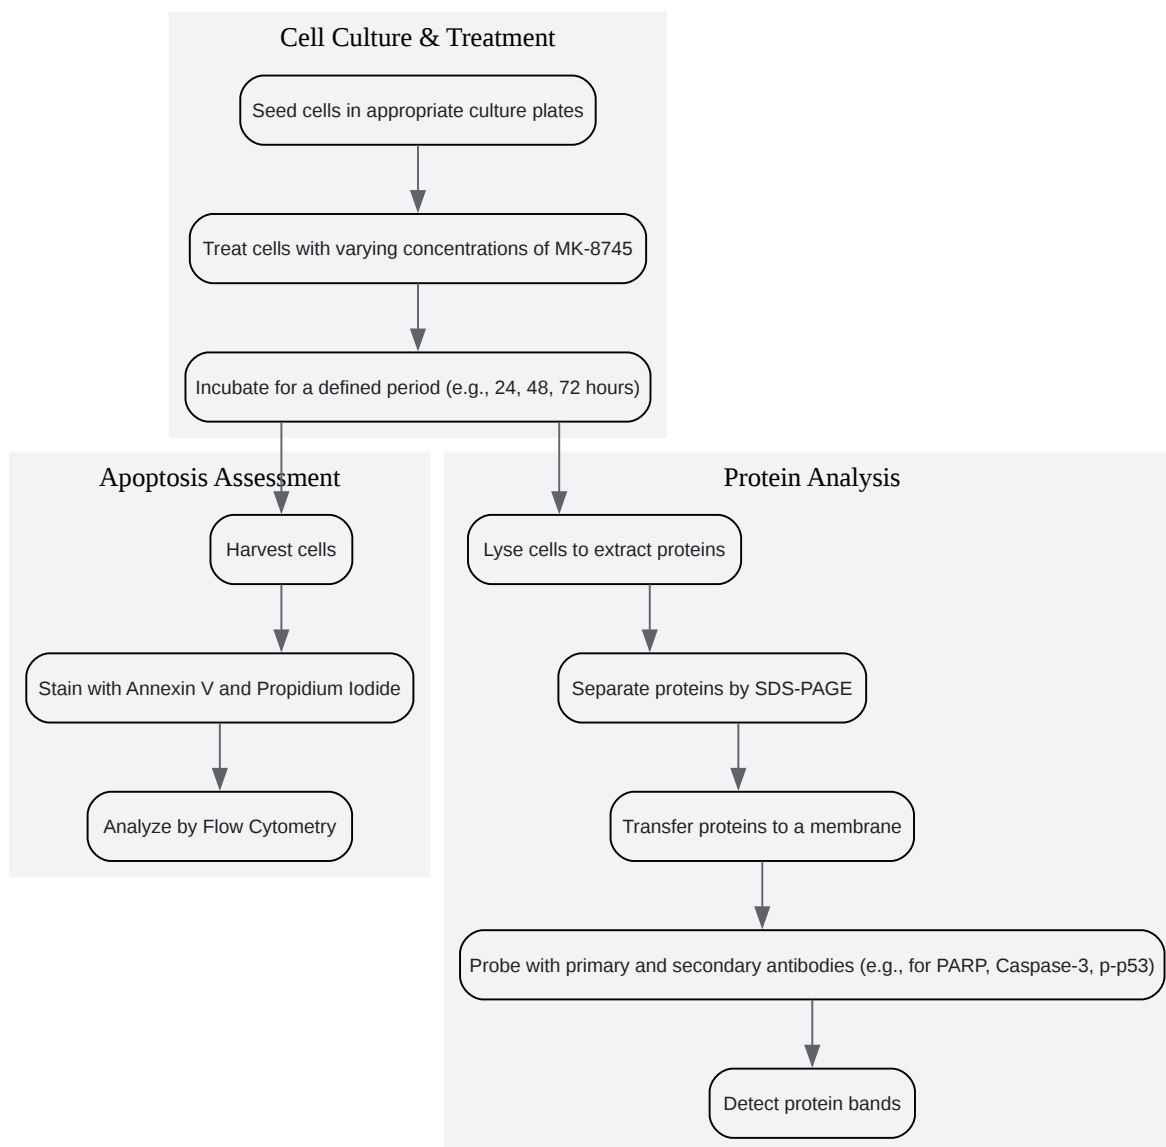 Cell Culture & Treatment
Seed cells in appropriate culture plates
Treat cells with varying concentrations of MK-8745
Incubate for a defined period (e.g., 24, 48, 72 hours)
Apoptosis Assessment
Harvest cells
Stain with Annexin V and Propidium Iodide
Analyze by Flow Cytometry
Protein Analysis
Lyse cells to extract proteins
Separate proteins by SDS-PAGE
Transfer proteins to a membrane
Probe with primary and secondary antibodies (e.g., for PARP, Caspase-3, p-p53)
Detect protein bands